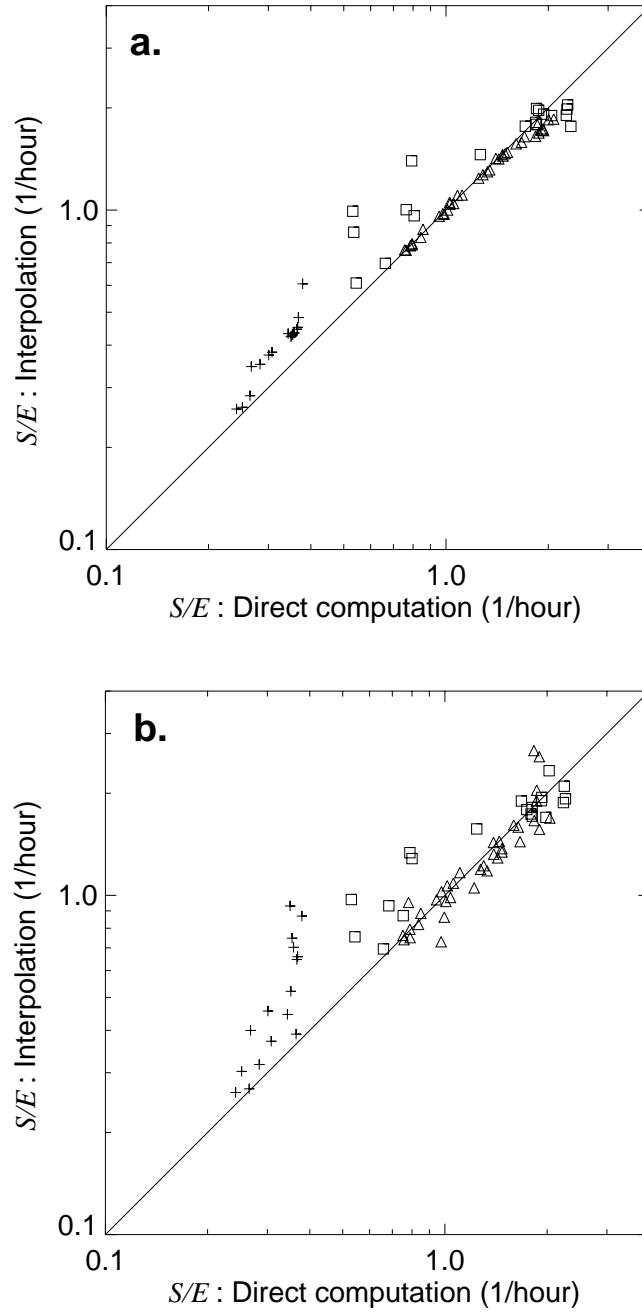 a.
S/E : Interpolation (1/hour)
1.0
0.1
0.1 1.0
S/E : Direct computation (1/hour)
b.
S/E : Interpolation (1/hour)
1.0
0.1
0.1 1.0
S/E : Direct computation (1/hour)